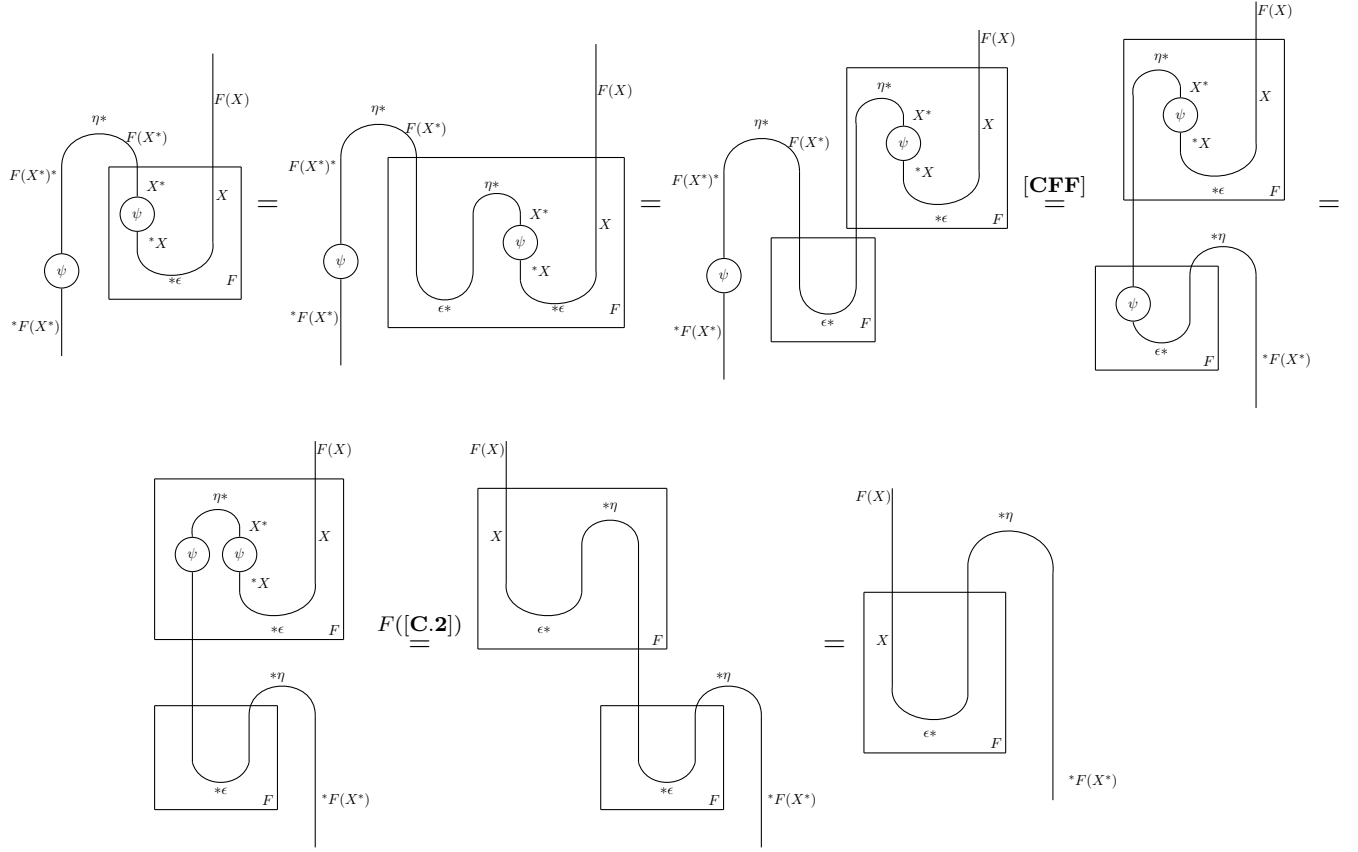 F(X)
η*
F(X*)
F(X*)*
X*
X
ψ
*X
*ϵ
F
ψ
*F(X*)
=
F(X)
η*
F(X*)
F(X*)*
η*
X*
X
ψ
*X
ϵ*
*ϵ
F
ψ
*F(X*)
=
F(X)
η*
X*
X
ψ
*X
*ϵ
F
η*
F(X*)
F(X*)*
ψ
ϵ*
F
*F(X*)
[CFF]
=
F(X)
η*
X*
X
ψ
*X
*ϵ
F
*η
ψ
ϵ*
F
*F(X*)
=
F(X)
η*
X*
X
ψ
ψ
*X
*ϵ
F
*η
*ϵ
F
*F(X*)
F([C.2])
=
F(X)
*η
X
ϵ*
F
*η
*ϵ
F
*F(X*)
=
F(X)
*η
X
ϵ*
F
*F(X*)